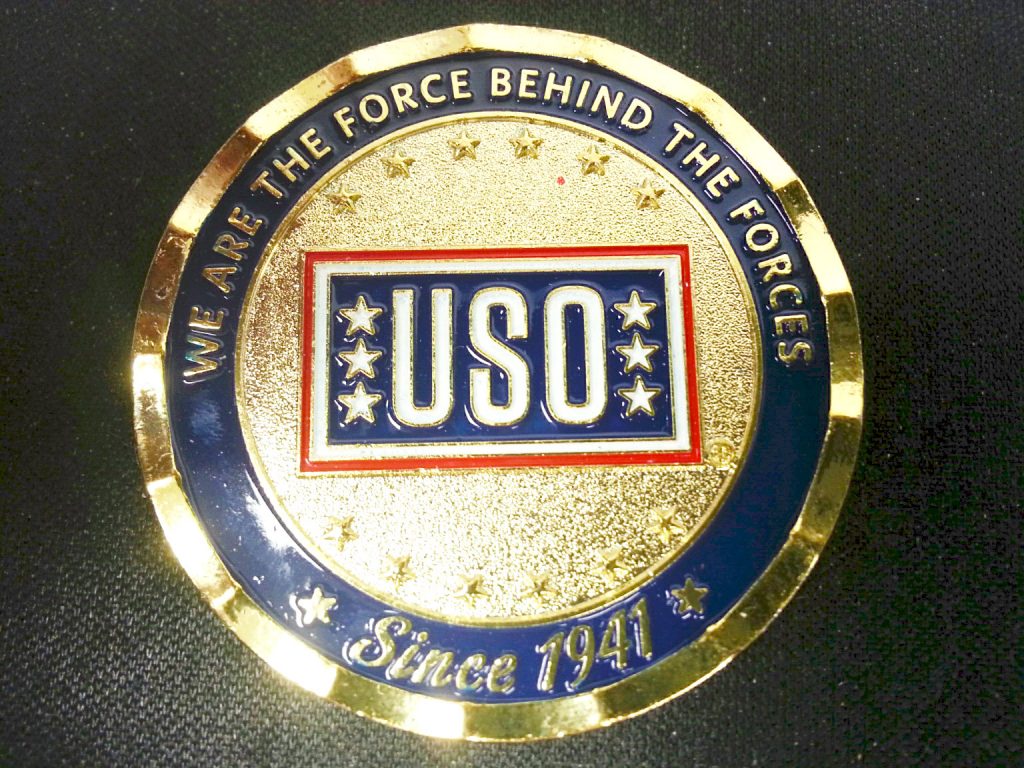 WE ARE THE FORCE BEHIND THE FORCES
USO
®
Since 1941